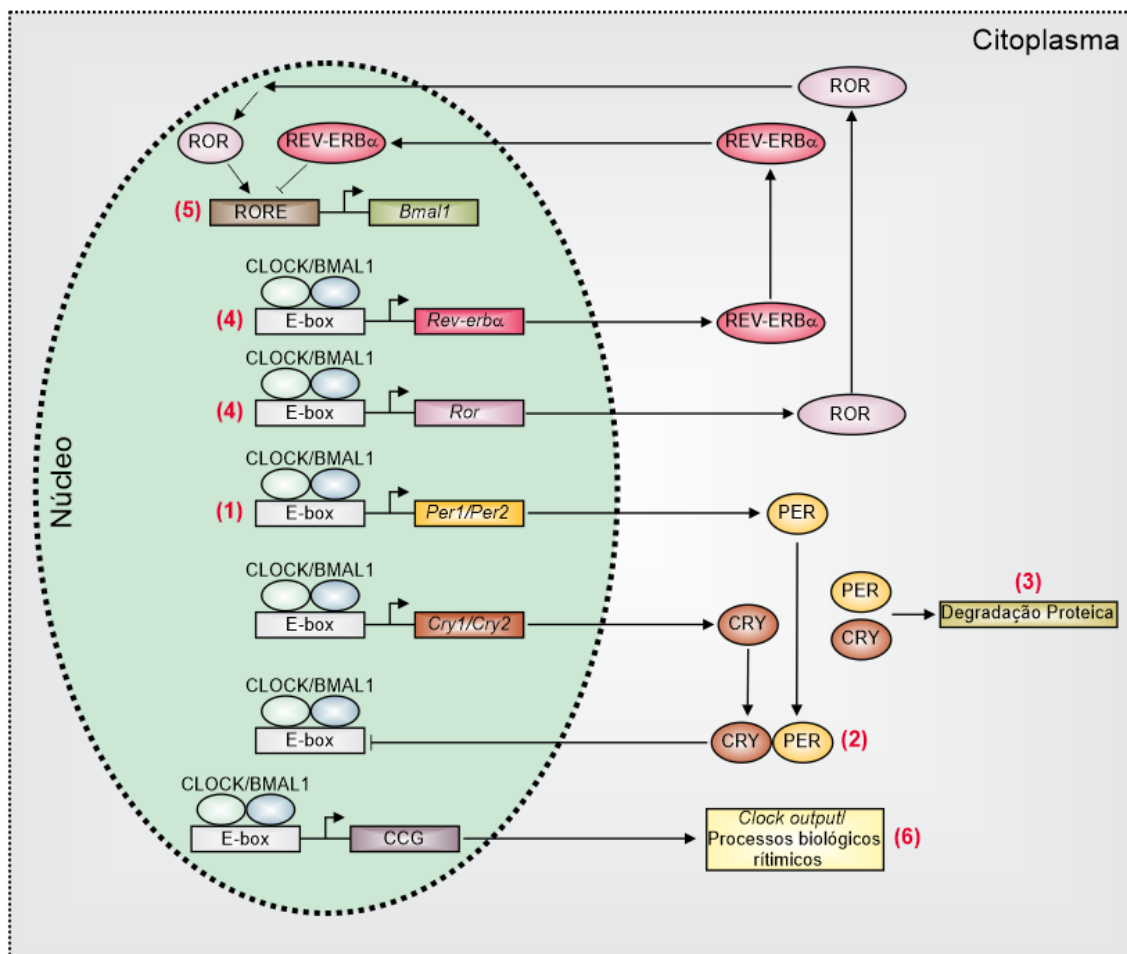 Citoplasma
ROR
ROR
REV-ERBα
REV-ERBα
(5)
RORE
Bmal1
CLOCK/BMAL1
(4)
E-box
Rev-erbα
REV-ERBα
CLOCK/BMAL1
(4)
E-box
Ror
ROR
Núcleo
CLOCK/BMAL1
(1)
E-box
Per1/Per2
PER
CLOCK/BMAL1
E-box
Cry1/Cry2
CRY
PER
CRY
(3)
Degradação Proteica
CLOCK/BMAL1
E-box
CRY
PER
(2)
CLOCK/BMAL1
E-box
CCG
Clock output/
Processos biológicos
rítimicos
(6)